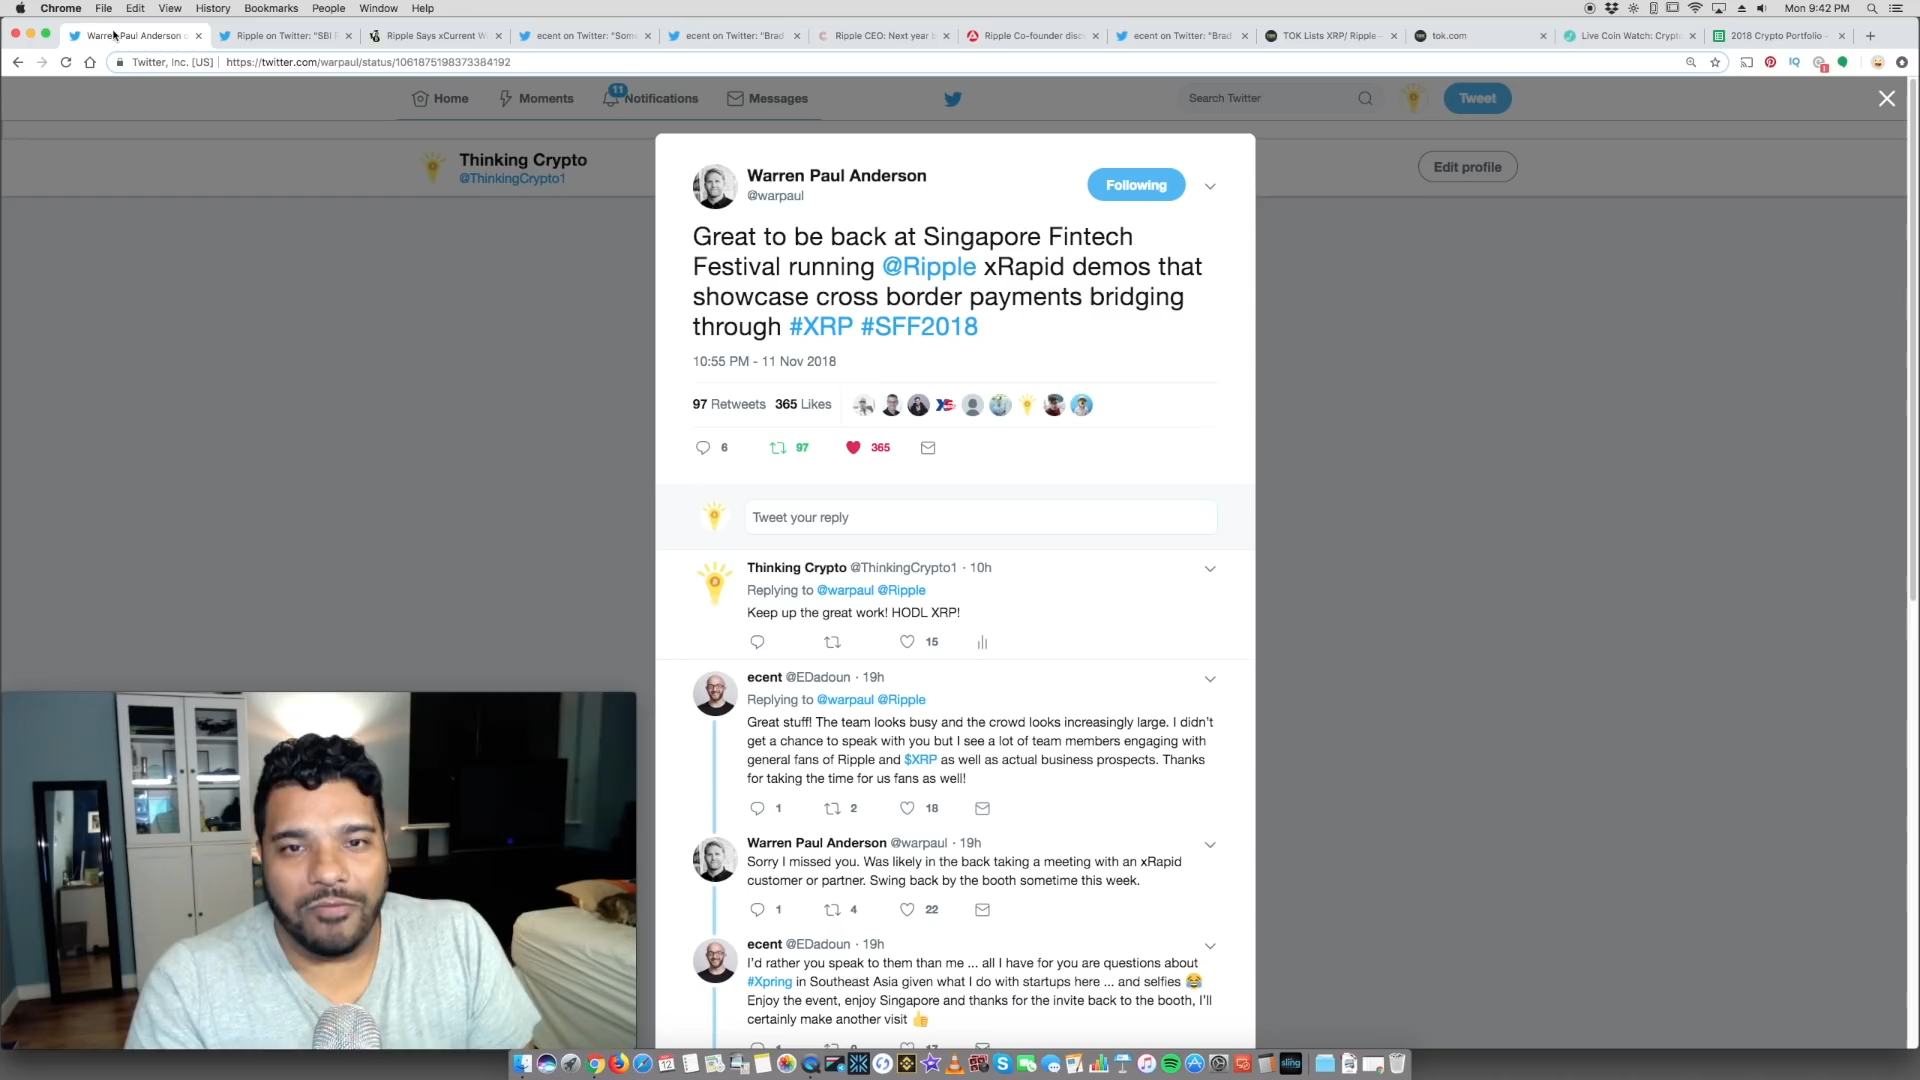 Chrome File Edit View History Bookmarks People Window Help Mon 9:42 PM
Warren Paul Anderson o Ripple on Twitter: "SBI R Ripple Says xCurrent Wi ecent on Twitter: "Som ecent on Twitter: "Brad Ripple CEO: Next year b Ripple Co-founder disc ecent on Twitter: "Brad TOK Lists XRP/ Ripple – tok.com Live Coin Watch: Crypto 2018 Crypto Portfolio -
Twitter, Inc. [US] https://twitter.com/warpaul/status/1061875198373384192
Home Moments 11 Notifications Messages Search Twitter Tweet
Thinking Crypto
@ThinkingCrypto1
Edit profile
Warren Paul Anderson
@warpaul
Following
Great to be back at Singapore Fintech
Festival running @Ripple xRapid demos that
showcase cross border payments bridging
through #XRP #SFF2018
10:55 PM - 11 Nov 2018
97 Retweets 365 Likes
6 97 365
Tweet your reply
Thinking Crypto @ThinkingCrypto1 · 10h
Replying to @warpaul @Ripple
Keep up the great work! HODL XRP!
15
ecent @EDadoun · 19h
Replying to @warpaul @Ripple
Great stuff! The team looks busy and the crowd looks increasingly large. I didn't
get a chance to speak with you but I see a lot of team members engaging with
general fans of Ripple and $XRP as well as actual business prospects. Thanks
for taking the time for us fans as well!
1 2 18
Warren Paul Anderson @warpaul · 19h
Sorry I missed you. Was likely in the back taking a meeting with an xRapid
customer or partner. Swing back by the booth sometime this week.
1 4 22
ecent @EDadoun · 19h
I'd rather you speak to them than me ... all I have for you are questions about
#Xpring in Southeast Asia given what I do with startups here ... and selfies 😂
Enjoy the event, enjoy Singapore and thanks for the invite back to the booth, I'll
certainly make another visit 👍
12
sling